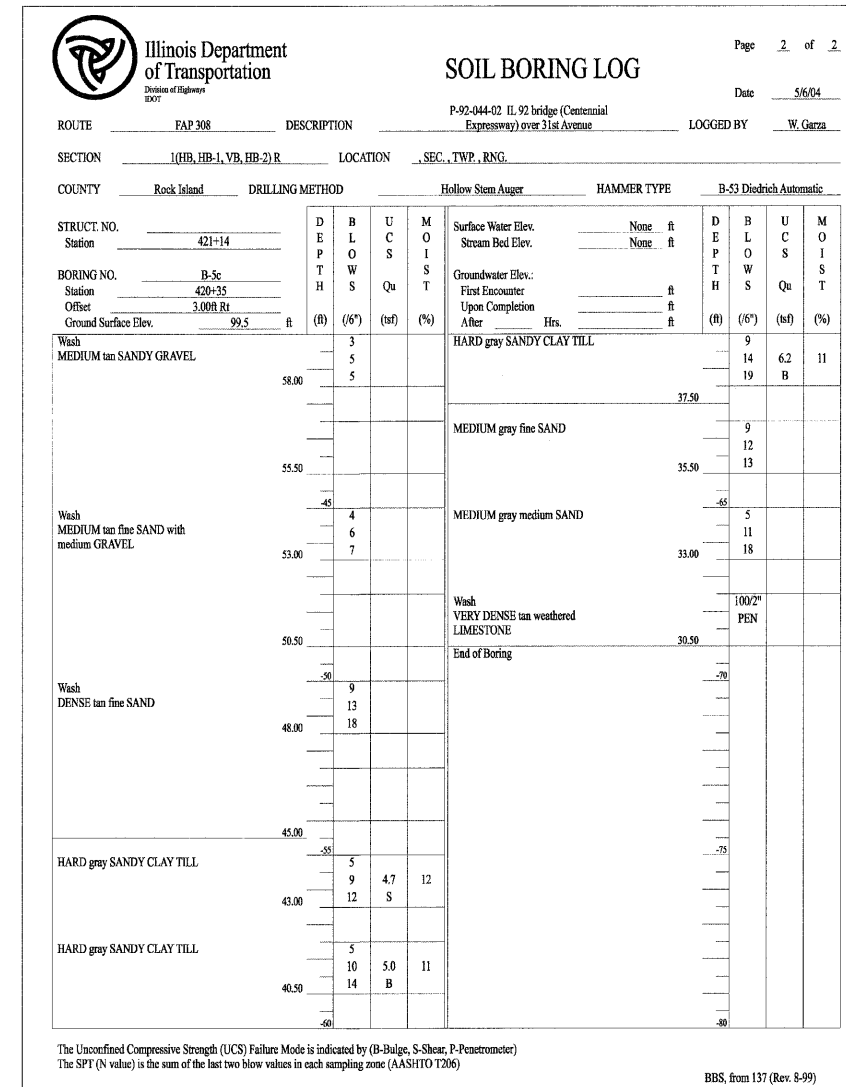 Illinois Department
of Transportation
Division of Highways
IDOT
SOIL BORING LOG
Page 2 of 2
Date 5/6/04
ROUTE FAP 308 DESCRIPTION P-92-044-02 IL 92 bridge (Centennial
Expressway) over 31st Avenue LOGGED BY W. Garza
SECTION 1(HB, HB-1, VB, HB-2) R LOCATION , SEC. , TWP. , RNG.
COUNTY Rock Island DRILLING METHOD Hollow Stem Auger HAMMER TYPE B-53 Diedrich Automatic
STRUCT. NO.
Station 421+14
BORING NO. B-5c
Station 420+35
Offset 3.00ft Rt
Ground Surface Elev. 99.5 ft
DEPTH (ft)
BLOWS (/6")
UCS Qu (tsf)
MOIST (%)
Wash 3
MEDIUM tan SANDY GRAVEL 5
58.00 5
55.50
-45
Wash 4
MEDIUM tan fine SAND with 6
medium GRAVEL 53.00 7
50.50
-50
Wash 9
DENSE tan fine SAND 13
48.00 18
45.00
-55
HARD gray SANDY CLAY TILL 5
9 4.7 12
43.00 12 S
HARD gray SANDY CLAY TILL 5
10 5.0 11
40.50 14 B
-60
Surface Water Elev. None ft
Stream Bed Elev. None ft
Groundwater Elev.:
First Encounter ft
Upon Completion ft
After Hrs. ft
DEPTH (ft)
BLOWS (/6")
UCS Qu (tsf)
MOIST (%)
HARD gray SANDY CLAY TILL 9
14 6.2 11
19 B
37.50
MEDIUM gray fine SAND 9
12
35.50 13
-65
MEDIUM gray medium SAND 5
11
33.00 18
Wash 100/2"
VERY DENSE tan weathered PEN
LIMESTONE 30.50
End of Boring
-70
-75
-80
The Unconfined Compressive Strength (UCS) Failure Mode is indicated by (B-Bulge, S-Shear, P-Penetrometer)
The SPT (N value) is the sum of the last two blow values in each sampling zone (AASHTO T206)
BBS, from 137 (Rev. 8-99)